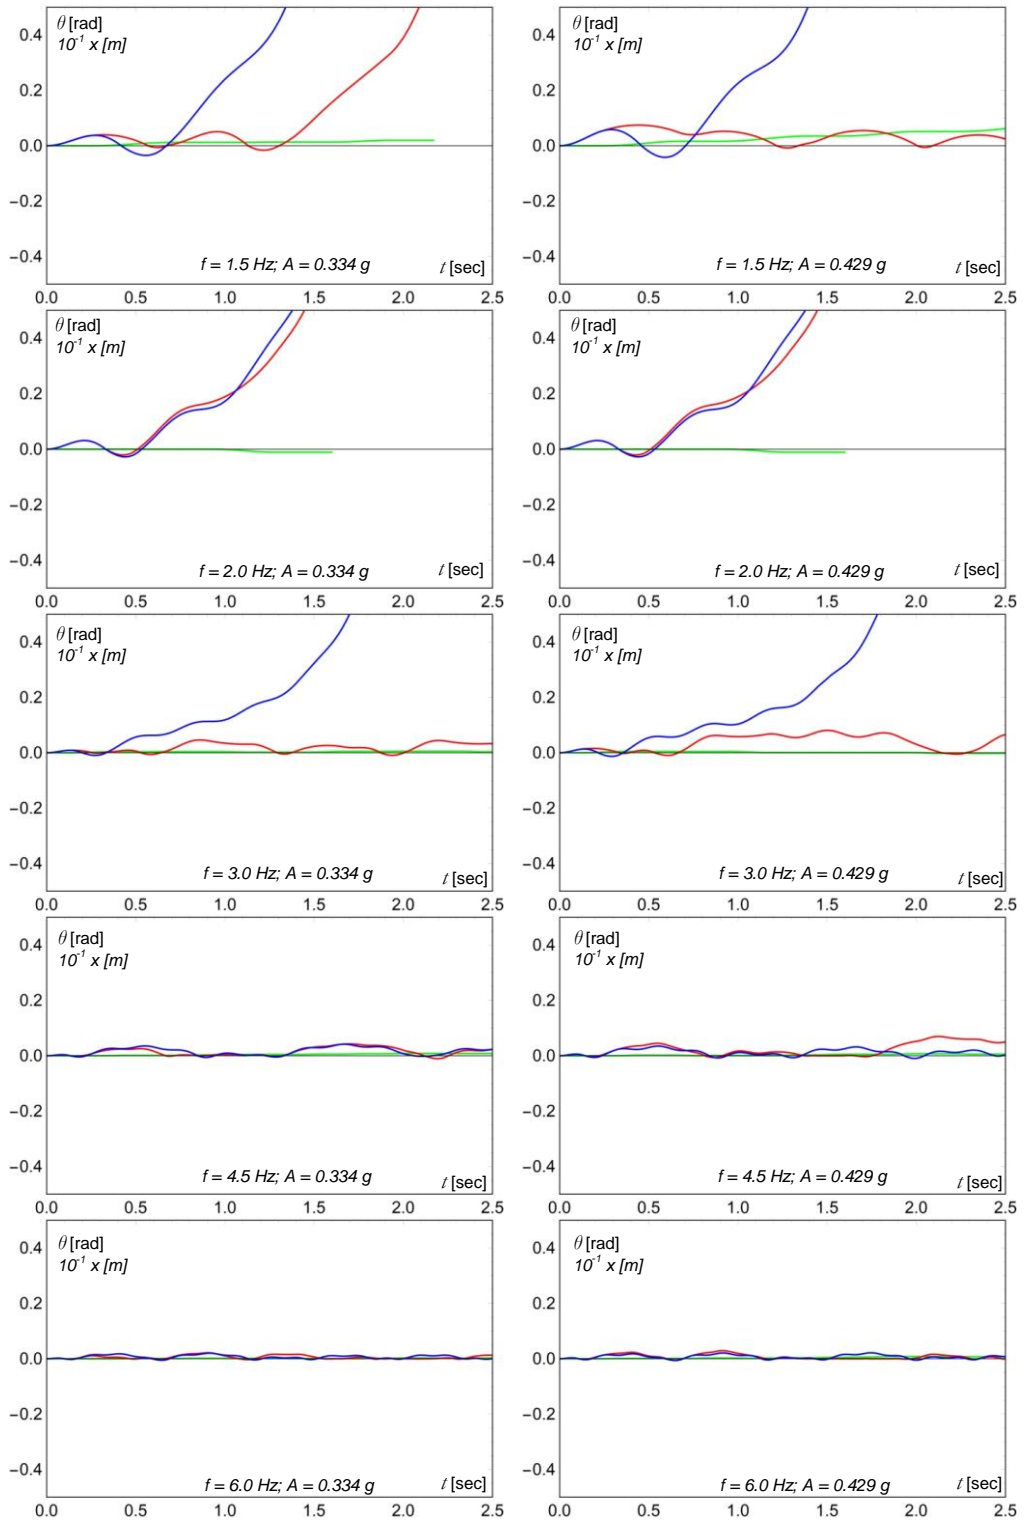 θ [rad]
10⁻¹ x [m]
0.4
0.2
0.0
−0.2
−0.4
f = 1.5 Hz; A = 0.334 g
t [sec]
0.0 0.5 1.0 1.5 2.0 2.5
θ [rad]
10⁻¹ x [m]
0.4
0.2
0.0
−0.2
−0.4
f = 1.5 Hz; A = 0.429 g
t [sec]
0.0 0.5 1.0 1.5 2.0 2.5
θ [rad]
10⁻¹ x [m]
0.4
0.2
0.0
−0.2
−0.4
f = 2.0 Hz; A = 0.334 g
t [sec]
0.0 0.5 1.0 1.5 2.0 2.5
θ [rad]
10⁻¹ x [m]
0.4
0.2
0.0
−0.2
−0.4
f = 2.0 Hz; A = 0.429 g
t [sec]
0.0 0.5 1.0 1.5 2.0 2.5
θ [rad]
10⁻¹ x [m]
0.4
0.2
0.0
−0.2
−0.4
f = 3.0 Hz; A = 0.334 g
t [sec]
0.0 0.5 1.0 1.5 2.0 2.5
θ [rad]
10⁻¹ x [m]
0.4
0.2
0.0
−0.2
−0.4
f = 3.0 Hz; A = 0.429 g
t [sec]
0.0 0.5 1.0 1.5 2.0 2.5
θ [rad]
10⁻¹ x [m]
0.4
0.2
0.0
−0.2
−0.4
f = 4.5 Hz; A = 0.334 g
t [sec]
0.0 0.5 1.0 1.5 2.0 2.5
θ [rad]
10⁻¹ x [m]
0.4
0.2
0.0
−0.2
−0.4
f = 4.5 Hz; A = 0.429 g
t [sec]
0.0 0.5 1.0 1.5 2.0 2.5
θ [rad]
10⁻¹ x [m]
0.4
0.2
0.0
−0.2
−0.4
f = 6.0 Hz; A = 0.334 g
t [sec]
0.0 0.5 1.0 1.5 2.0 2.5
θ [rad]
10⁻¹ x [m]
0.4
0.2
0.0
−0.2
−0.4
f = 6.0 Hz; A = 0.429 g
t [sec]
0.0 0.5 1.0 1.5 2.0 2.5